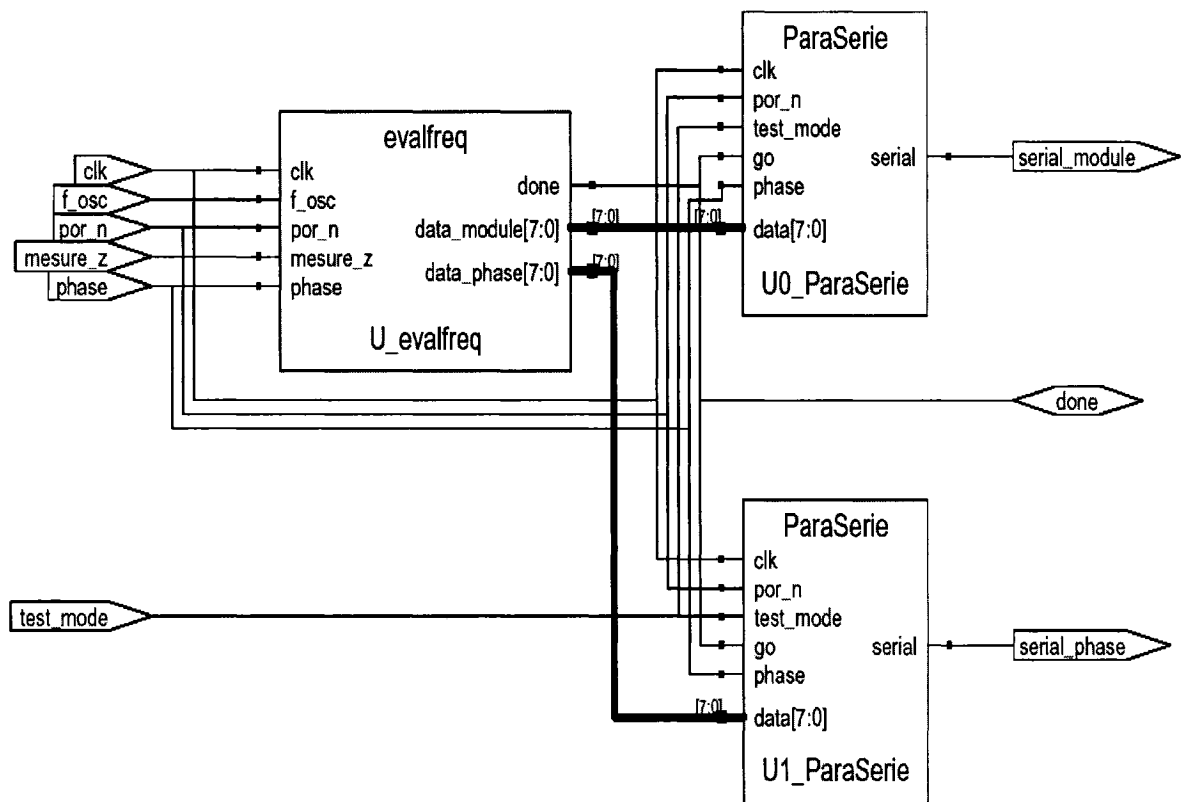 clk
f_osc
por_n
mesure_z
phase
test_mode
evalfreq
clk
f_osc
por_n
mesure_z
phase
done
data_module[7:0]
data_phase[7:0]
U_evalfreq
[7:0]
[7:0]
[7:0]
ParaSerie
clk
por_n
test_mode
go
phase
data[7:0]
serial
U0_ParaSerie
serial_module
done
ParaSerie
clk
por_n
test_mode
go
phase
[7:0]
data[7:0]
serial
U1_ParaSerie
serial_phase